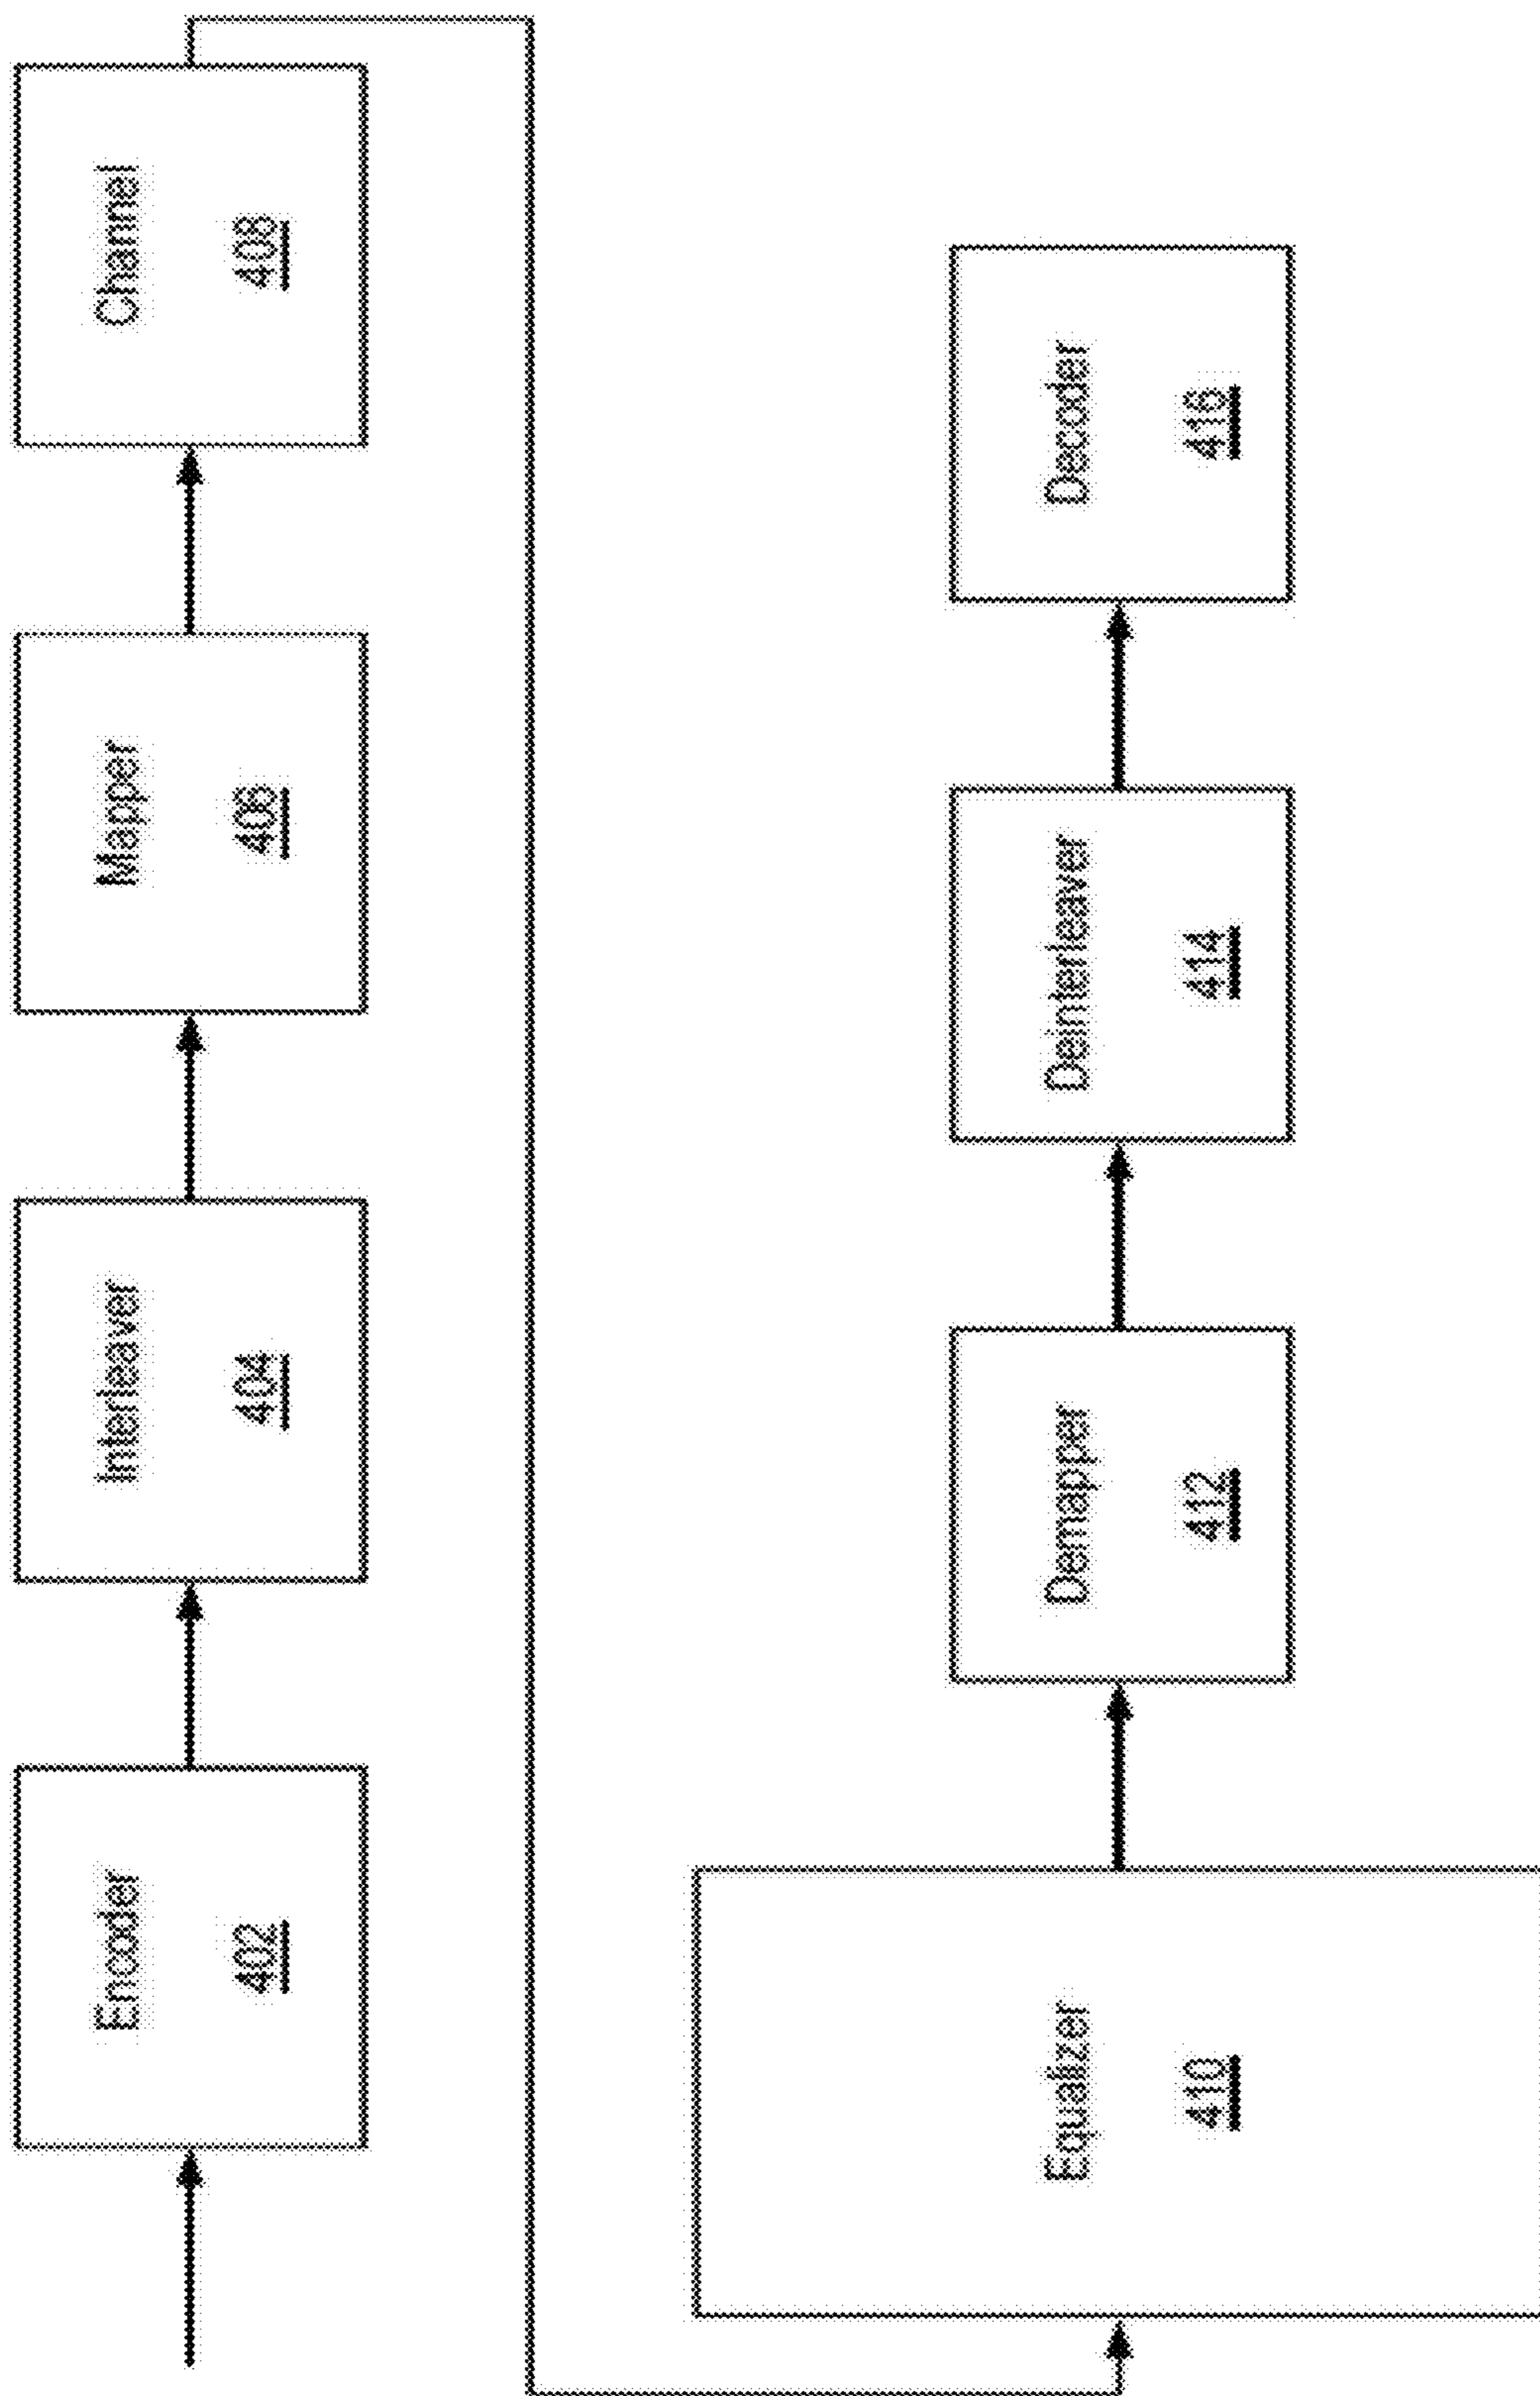 Encoder
402
Interleaver
404
Mapper
406
Channel
408
Equalizer
410
Demapper
412
Deinterleaver
414
Decoder
416